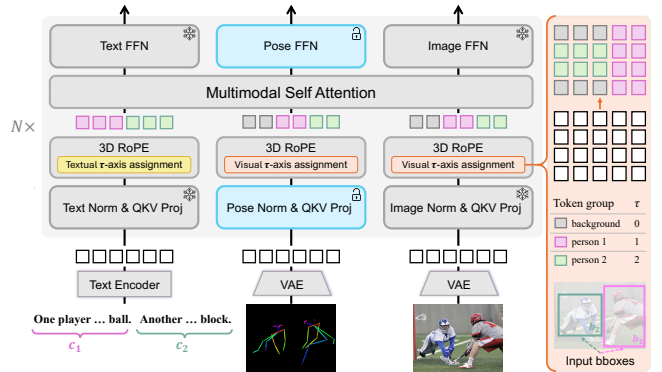 Text FFN
Pose FFN
Image FFN
Multimodal Self Attention
N×
3D RoPE
Textual τ-axis assignment
3D RoPE
Visual τ-axis assignment
3D RoPE
Visual τ-axis assignment
Text Norm & QKV Proj
Pose Norm & QKV Proj
Image Norm & QKV Proj
Text Encoder
VAE
VAE
One player … ball. Another … block.
c₁
c₂
Token group τ
background 0
person 1 1
person 2 2
b₂
b₁
Input bboxes